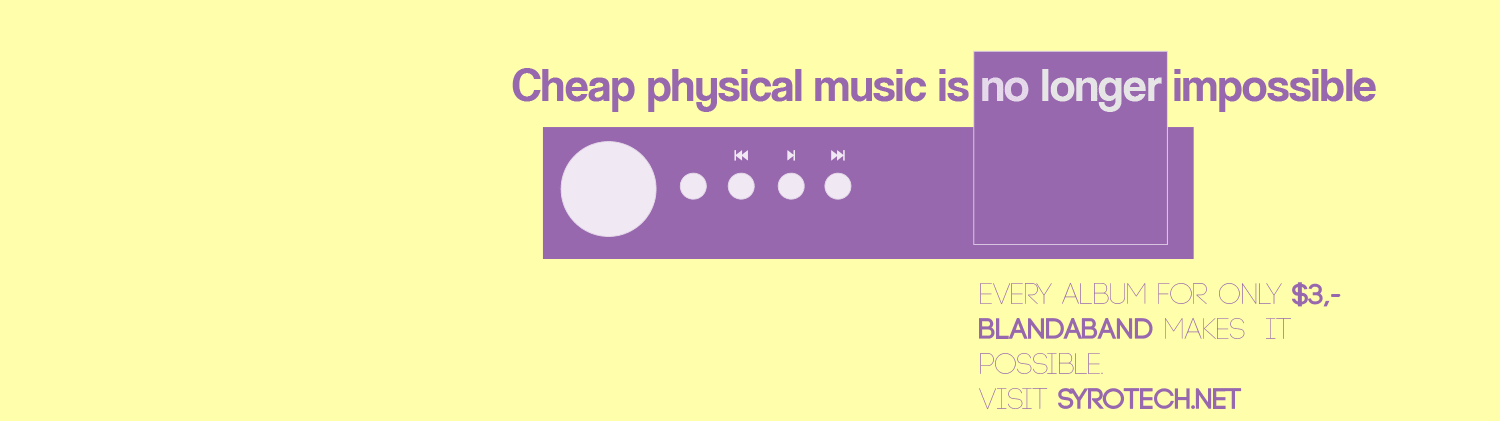 Cheap physical music is no longer impossible
EVERY ALBUM FOR ONLY $3,-
BLANDABAND MAKES IT
POSSIBLE.
VISIT SYROTECH.NET